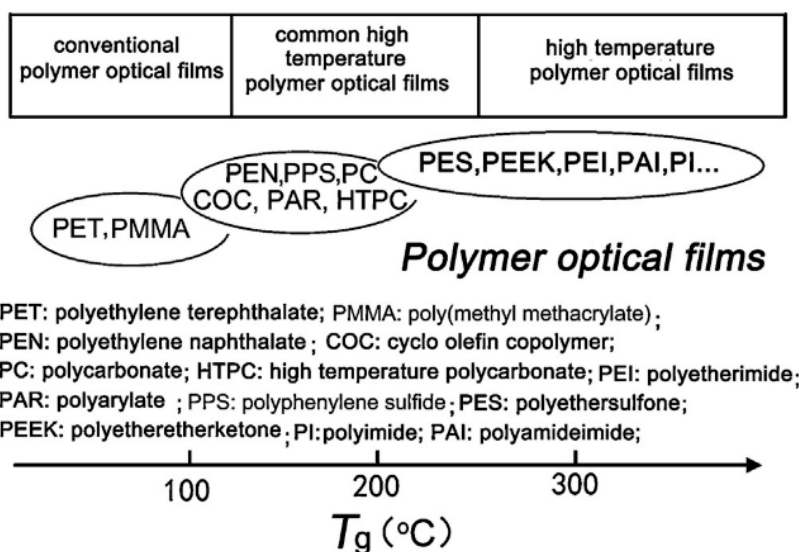 conventional
polymer optical films
common high
temperature
polymer optical films
high temperature
polymer optical films
PET,PMMA
PEN,PPS,PC
COC, PAR, HTPC
PES,PEEK,PEI,PAI,PI...
Polymer optical films
PET: polyethylene terephthalate; PMMA: poly(methyl methacrylate) ;
PEN: polyethylene naphthalate ; COC: cyclo olefin copolymer;
PC: polycarbonate; HTPC: high temperature polycarbonate; PEI: polyetherimide;
PAR: polyarylate ; PPS: polyphenylene sulfide; PES: polyethersulfone;
PEEK: polyetheretherketone; PI:polyimide; PAI: polyamideimide;
100
200
300
Tg (°C)